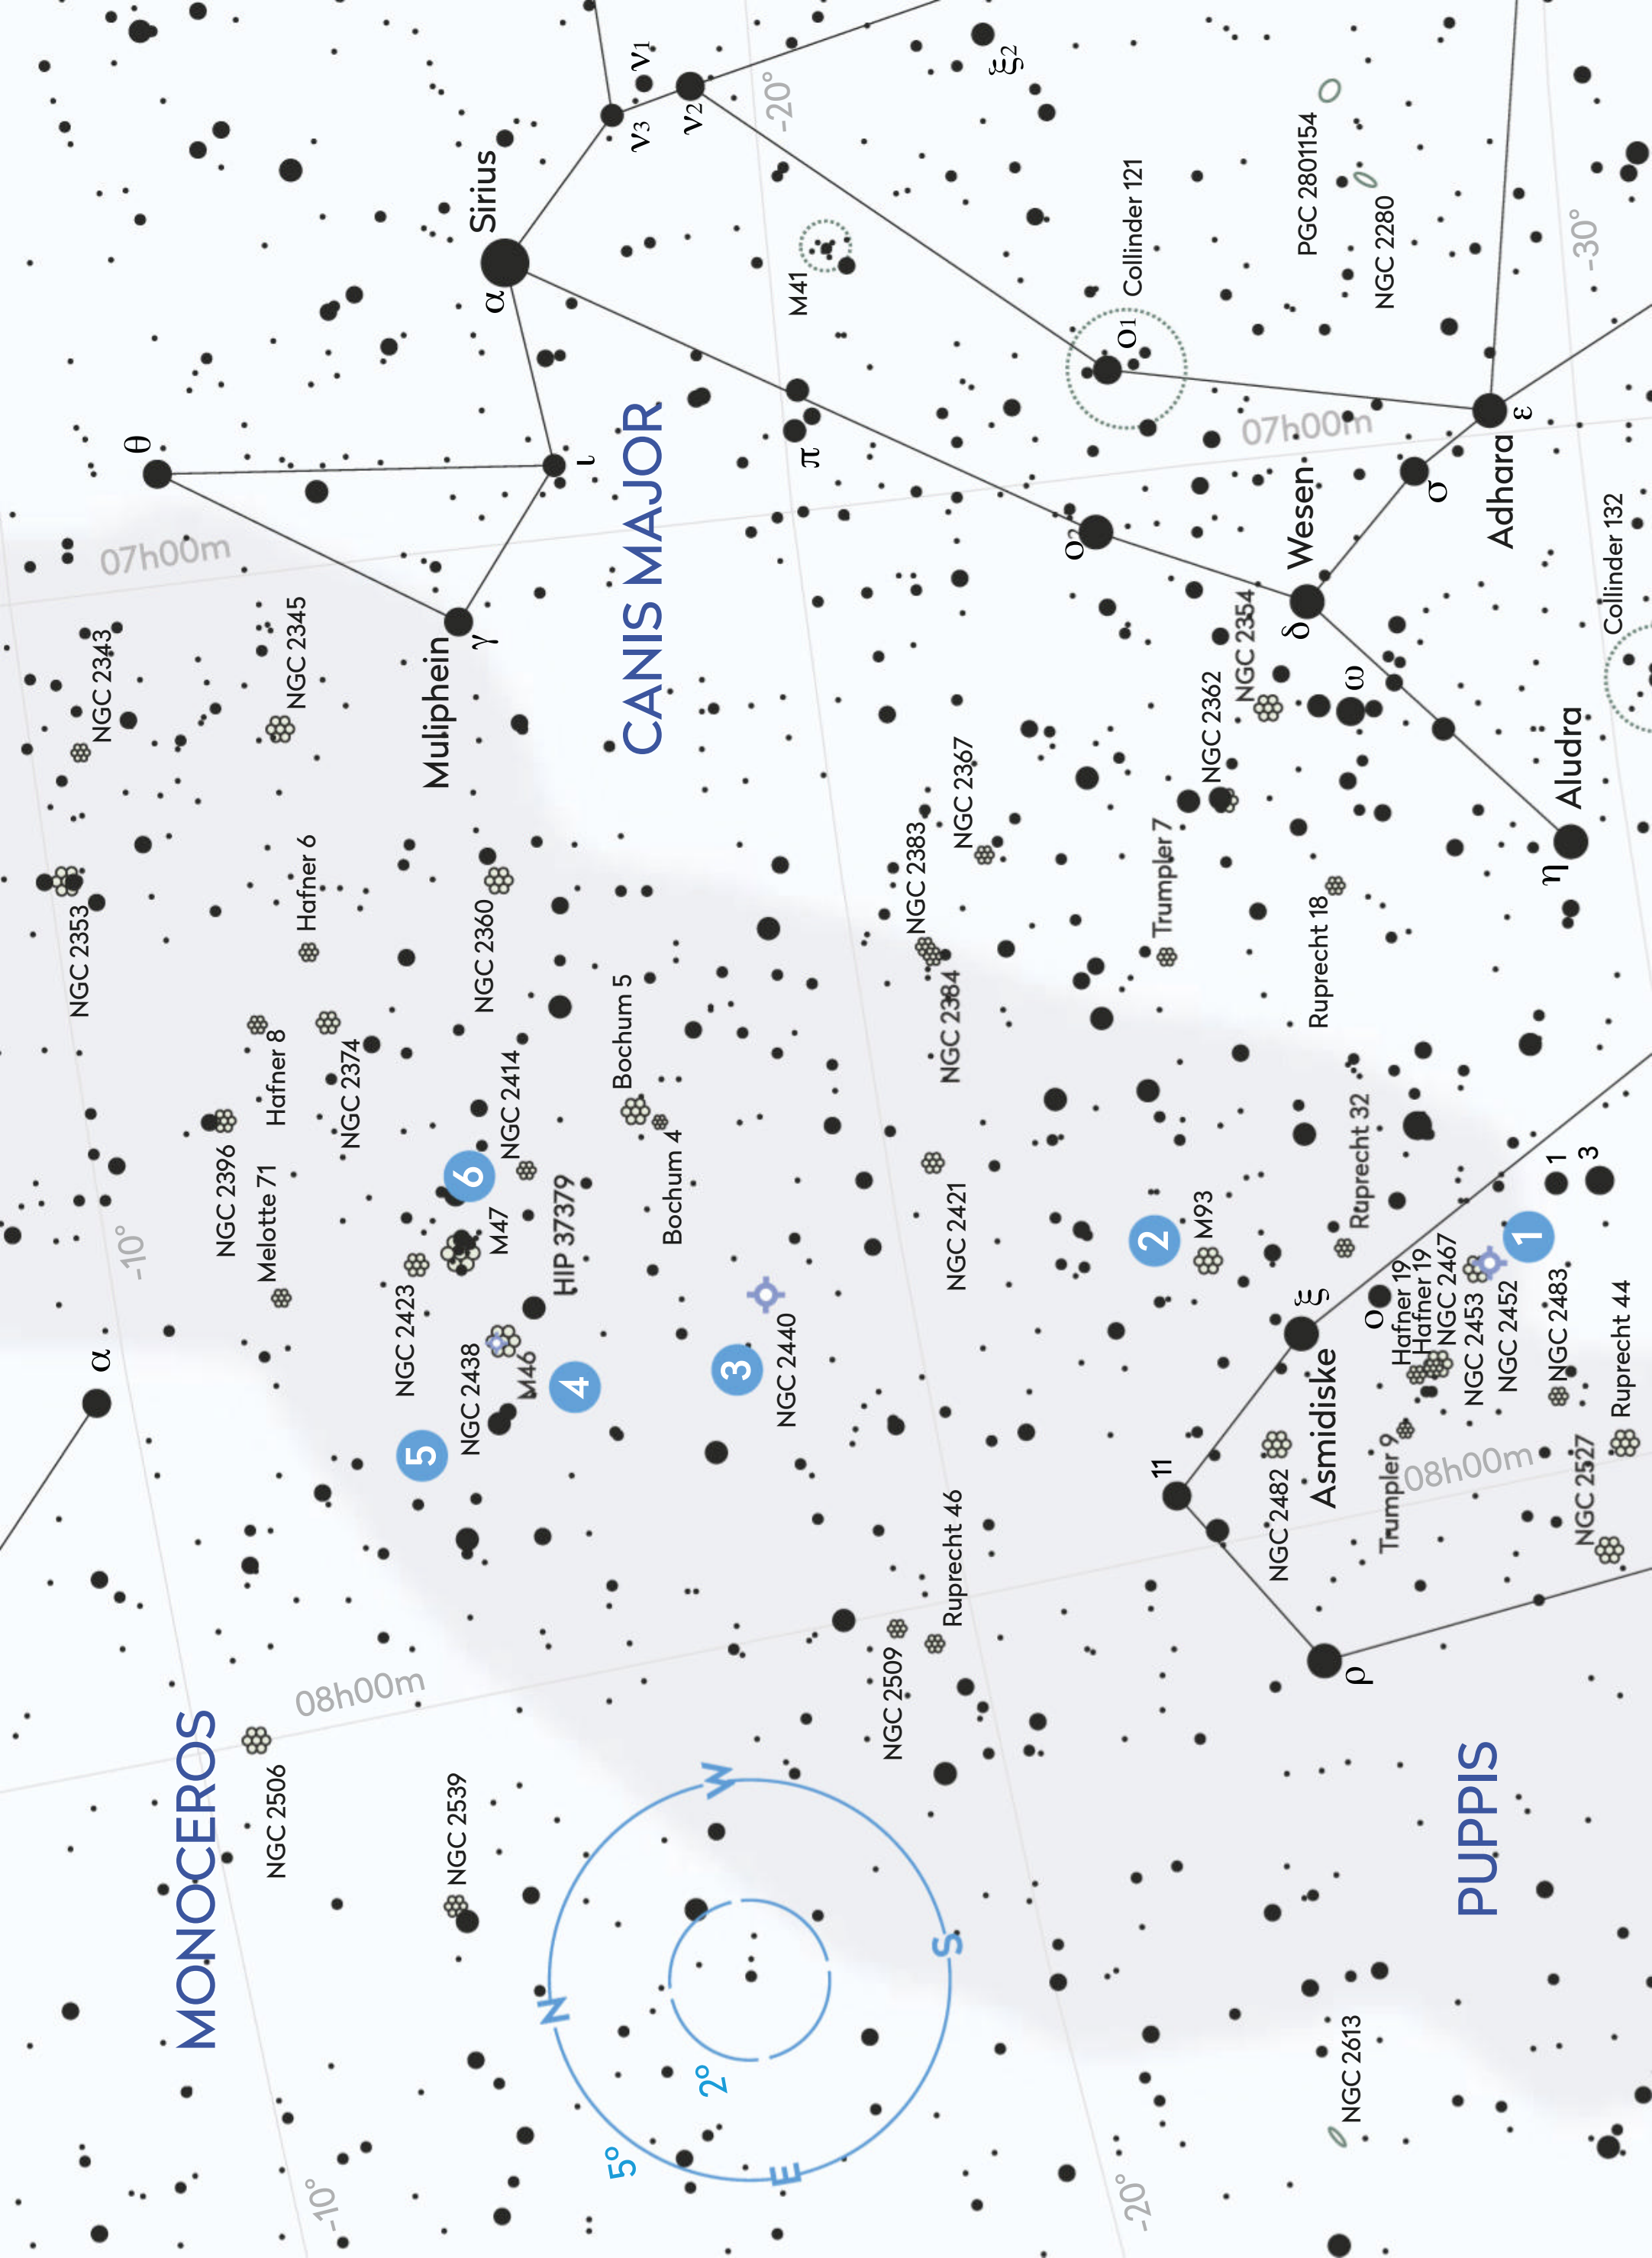 ν1
ν3
ν2
ξ2
-20°
Sirius
α
M41
Collinder 121
ο1
PGC 2801154
NGC 2280
-30°
θ
ι
π
CANIS MAJOR
07h00m
07h00m
ε
Adhara
σ
Wesen
δ
ο2
Collinder 132
NGC 2343
NGC 2345
Muliphein
γ
NGC 2354
NGC 2362
ω
Aludra
η
NGC 2367
NGC 2383
NGC 2384
Trumpler 7
Ruprecht 18
NGC 2353
Hafner 6
NGC 2360
Hafner 8
NGC 2374
NGC 2414
Bochum 5
Bochum 4
NGC 2396
Melotte 71
-10°
6
M47
HIP 37379
NGC 2423
NGC 2421
2
M93
Ruprecht 32
1
3
1
α
NGC 2438
M46
4
5
3
NGC 2440
ξ
Asmidiske
ο
Hafner 19
Hafner 19
NGC 2467
NGC 2453
NGC 2452
NGC 2483
Ruprecht 44
11
NGC 2482
Trumpler 9
08h00m
NGC 2527
Ruprecht 46
NGC 2509
ρ
08h00m
MONOCEROS
NGC 2506
NGC 2539
PUPPIS
W
N
S
E
2°
5°
NGC 2613
-10°
-20°